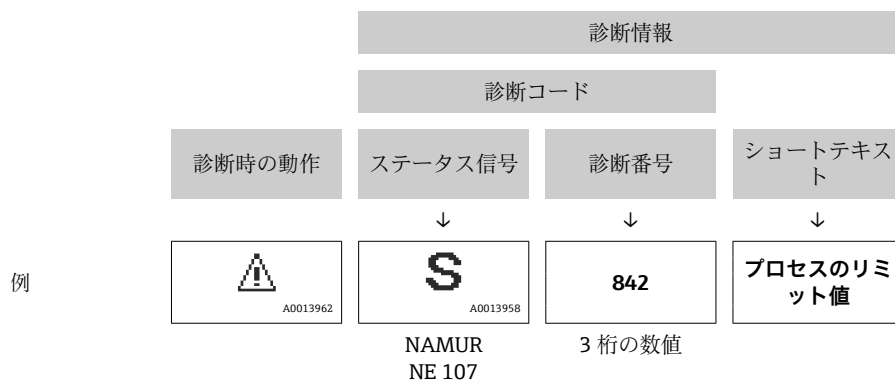 診断情報
診断コード
診断時の動作
ステータス信号
診断番号
ショートテキス
ト
↓
↓
↓
例
A0013962
S
A0013958
842
プロセスのリミ
ット値
NAMUR
NE 107
3 桁の数値